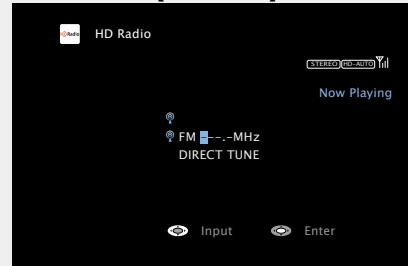 HD Radio
HD Radio
STEREO HD-AUTO
Now Playing
FM ---.-MHz
DIRECT TUNE
Input Enter